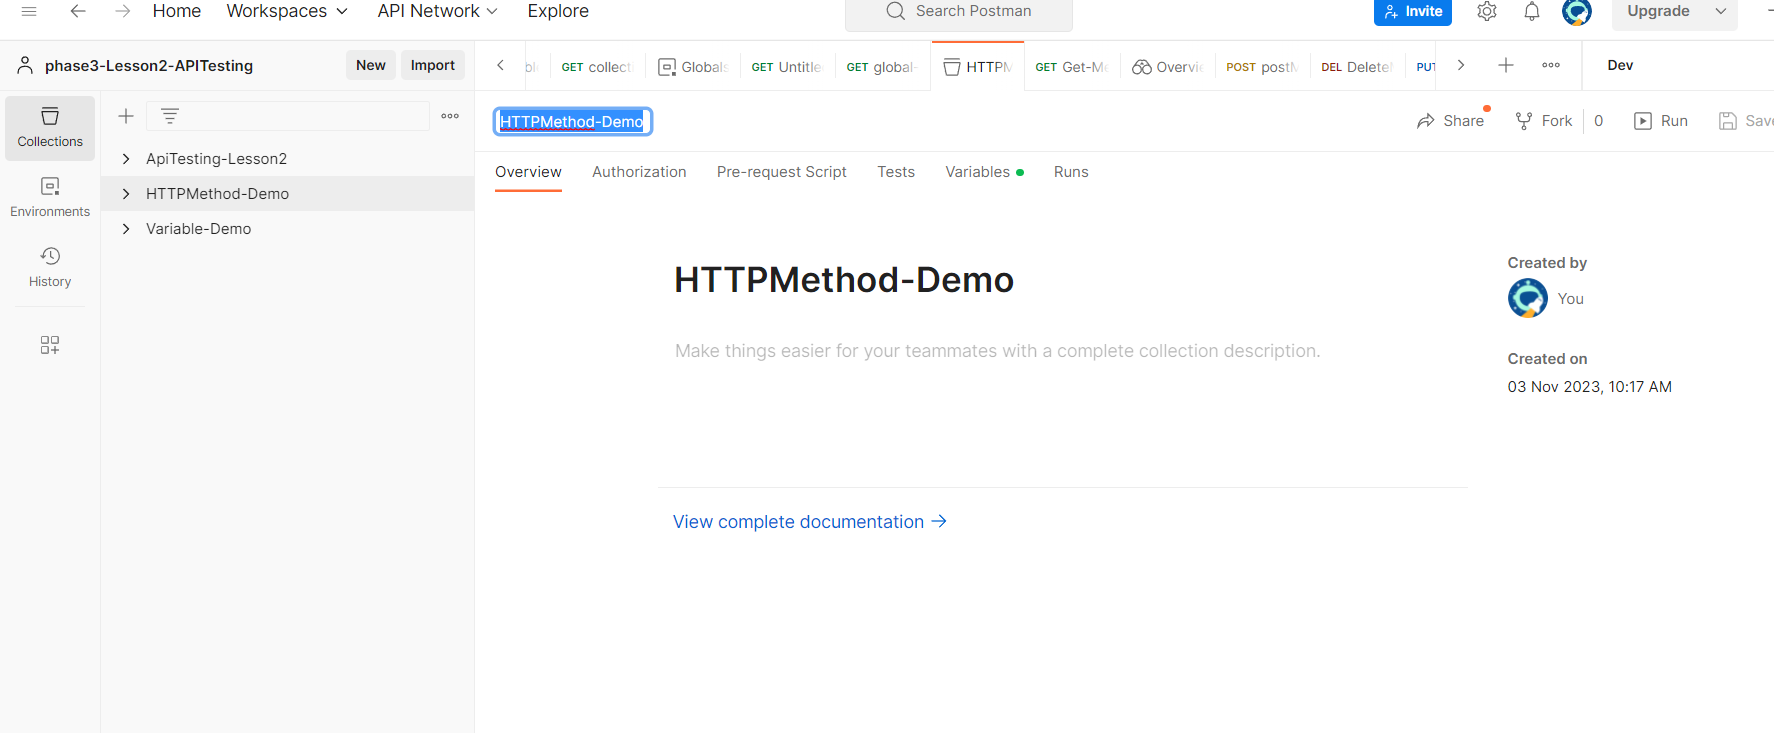 Home Workspaces API Network Explore Search Postman Invite Upgrade
phase3-Lesson2-APITesting New Import
GET collect Globals GET Untitle GET global- HTTPM GET Get-Me Overvie POST postM DEL Delete PUT Dev
Collections
Environments
History
ApiTesting-Lesson2
HTTPMethod-Demo
Variable-Demo
HTTPMethod-Demo Share Fork 0 Run Save
Overview Authorization Pre-request Script Tests Variables Runs
HTTPMethod-Demo
Make things easier for your teammates with a complete collection description.
View complete documentation →
Created by
You
Created on
03 Nov 2023, 10:17 AM